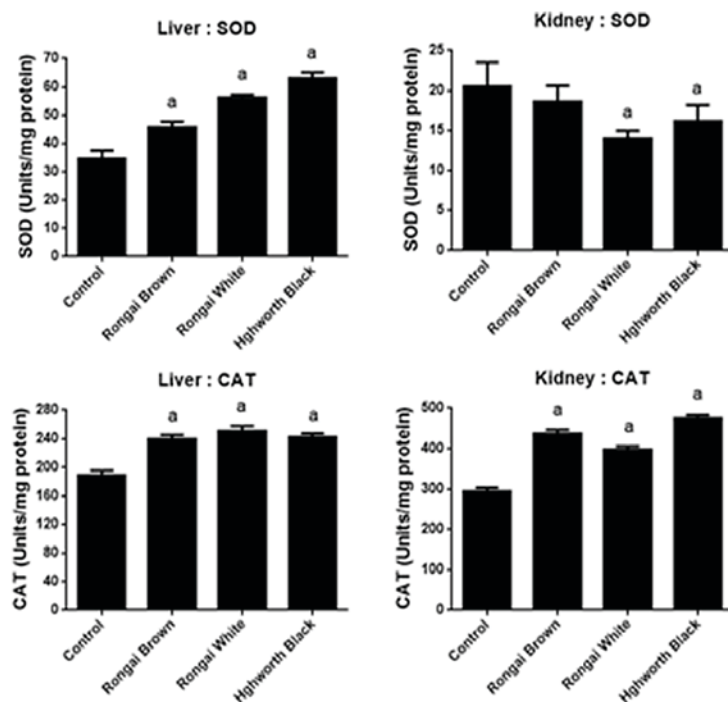 Liver : SOD
SOD (Units/mg protein)
70
60
50
40
30
20
10
0
a
a
a
Control
Rongai Brown
Rongai White
Hghworth Black
Kidney : SOD
SOD (Units/mg protein)
25
20
15
10
5
0
a
a
Control
Rongai Brown
Rongai White
Hghworth Black
Liver : CAT
CAT (Units/mg protein)
280
240
200
160
120
80
40
0
a
a
a
Control
Rongai Brown
Rongai White
Hghworth Black
Kidney : CAT
CAT (Units/mg protein)
500
400
300
200
100
0
a
a
a
Control
Rongai Brown
Rongai White
Hghworth Black